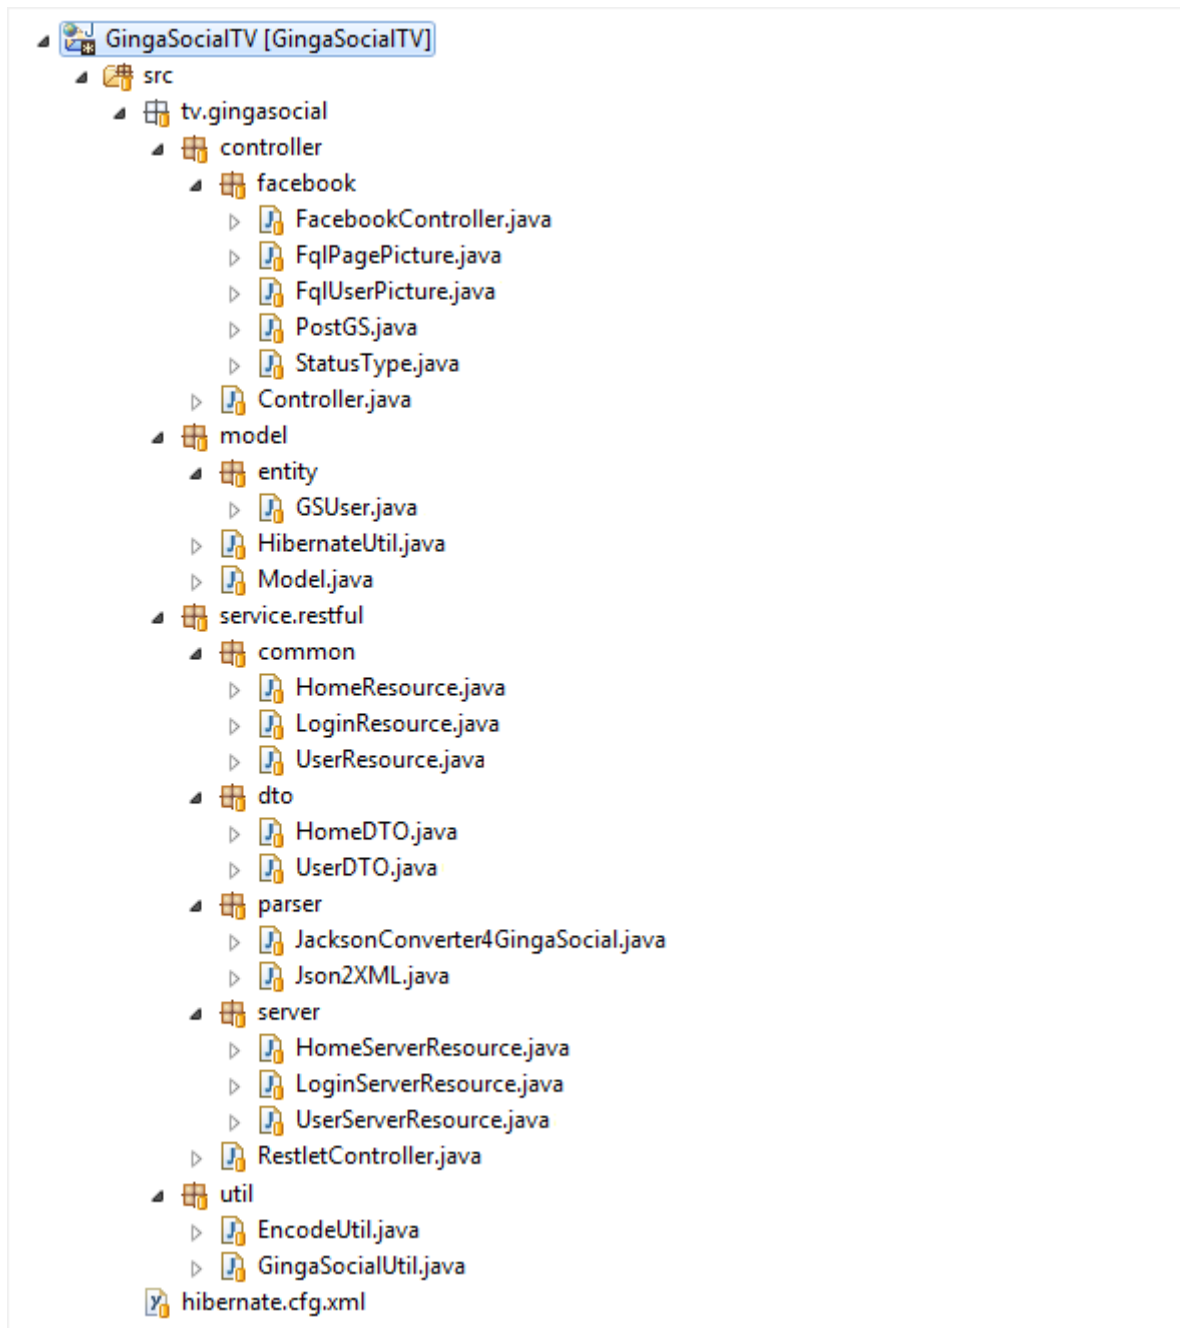 GingaSocialTV [GingaSocialTV]
src
tv.gingasocial
controller
facebook
FacebookController.java
FqlPagePicture.java
FqlUserPicture.java
PostGS.java
StatusType.java
Controller.java
model
entity
GSUser.java
HibernateUtil.java
Model.java
service.restful
common
HomeResource.java
LoginResource.java
UserResource.java
dto
HomeDTO.java
UserDTO.java
parser
JacksonConverter4GingaSocial.java
Json2XML.java
server
HomeServerResource.java
LoginServerResource.java
UserServerResource.java
RestletController.java
util
EncodeUtil.java
GingaSocialUtil.java
hibernate.cfg.xml